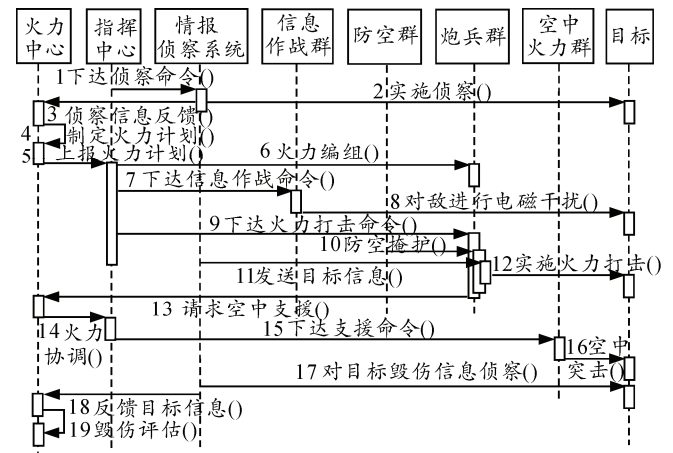 火力
中心
指挥
中心
情报
侦察系统
信息
作战群
防空群
炮兵群
空中
火力群
目标
1下达侦察命令()
2实施侦察()
3 侦察信息反馈()
4 制定火力计划()
5 上报火力计划()
6 火力编组()
7 下达信息作战命令()
8 对敌进行电磁干扰()
9 下达火力打击命令()
10防空掩护()
11发送目标信息()
12实施火力打击()
13 请求空中支援()
14火力
协调()
15下达支援命令()
16空中
突击()
17 对目标毁伤信息侦察()
18反馈目标信息()
19毁伤评估()